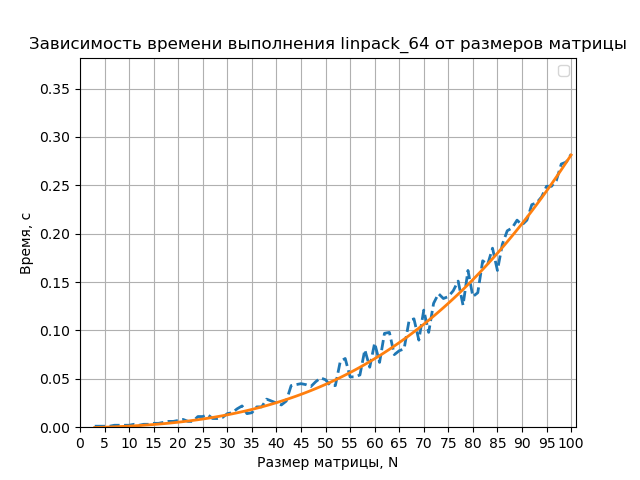 Зависимость времени выполнения linpack_64 от размеров матрицы
0.35
0.30
0.25
0.20
0.15
0.10
0.05
0.00
Время, с
0 5 10 15 20 25 30 35 40 45 50 55 60 65 70 75 80 85 90 95 100
Размер матрицы, N